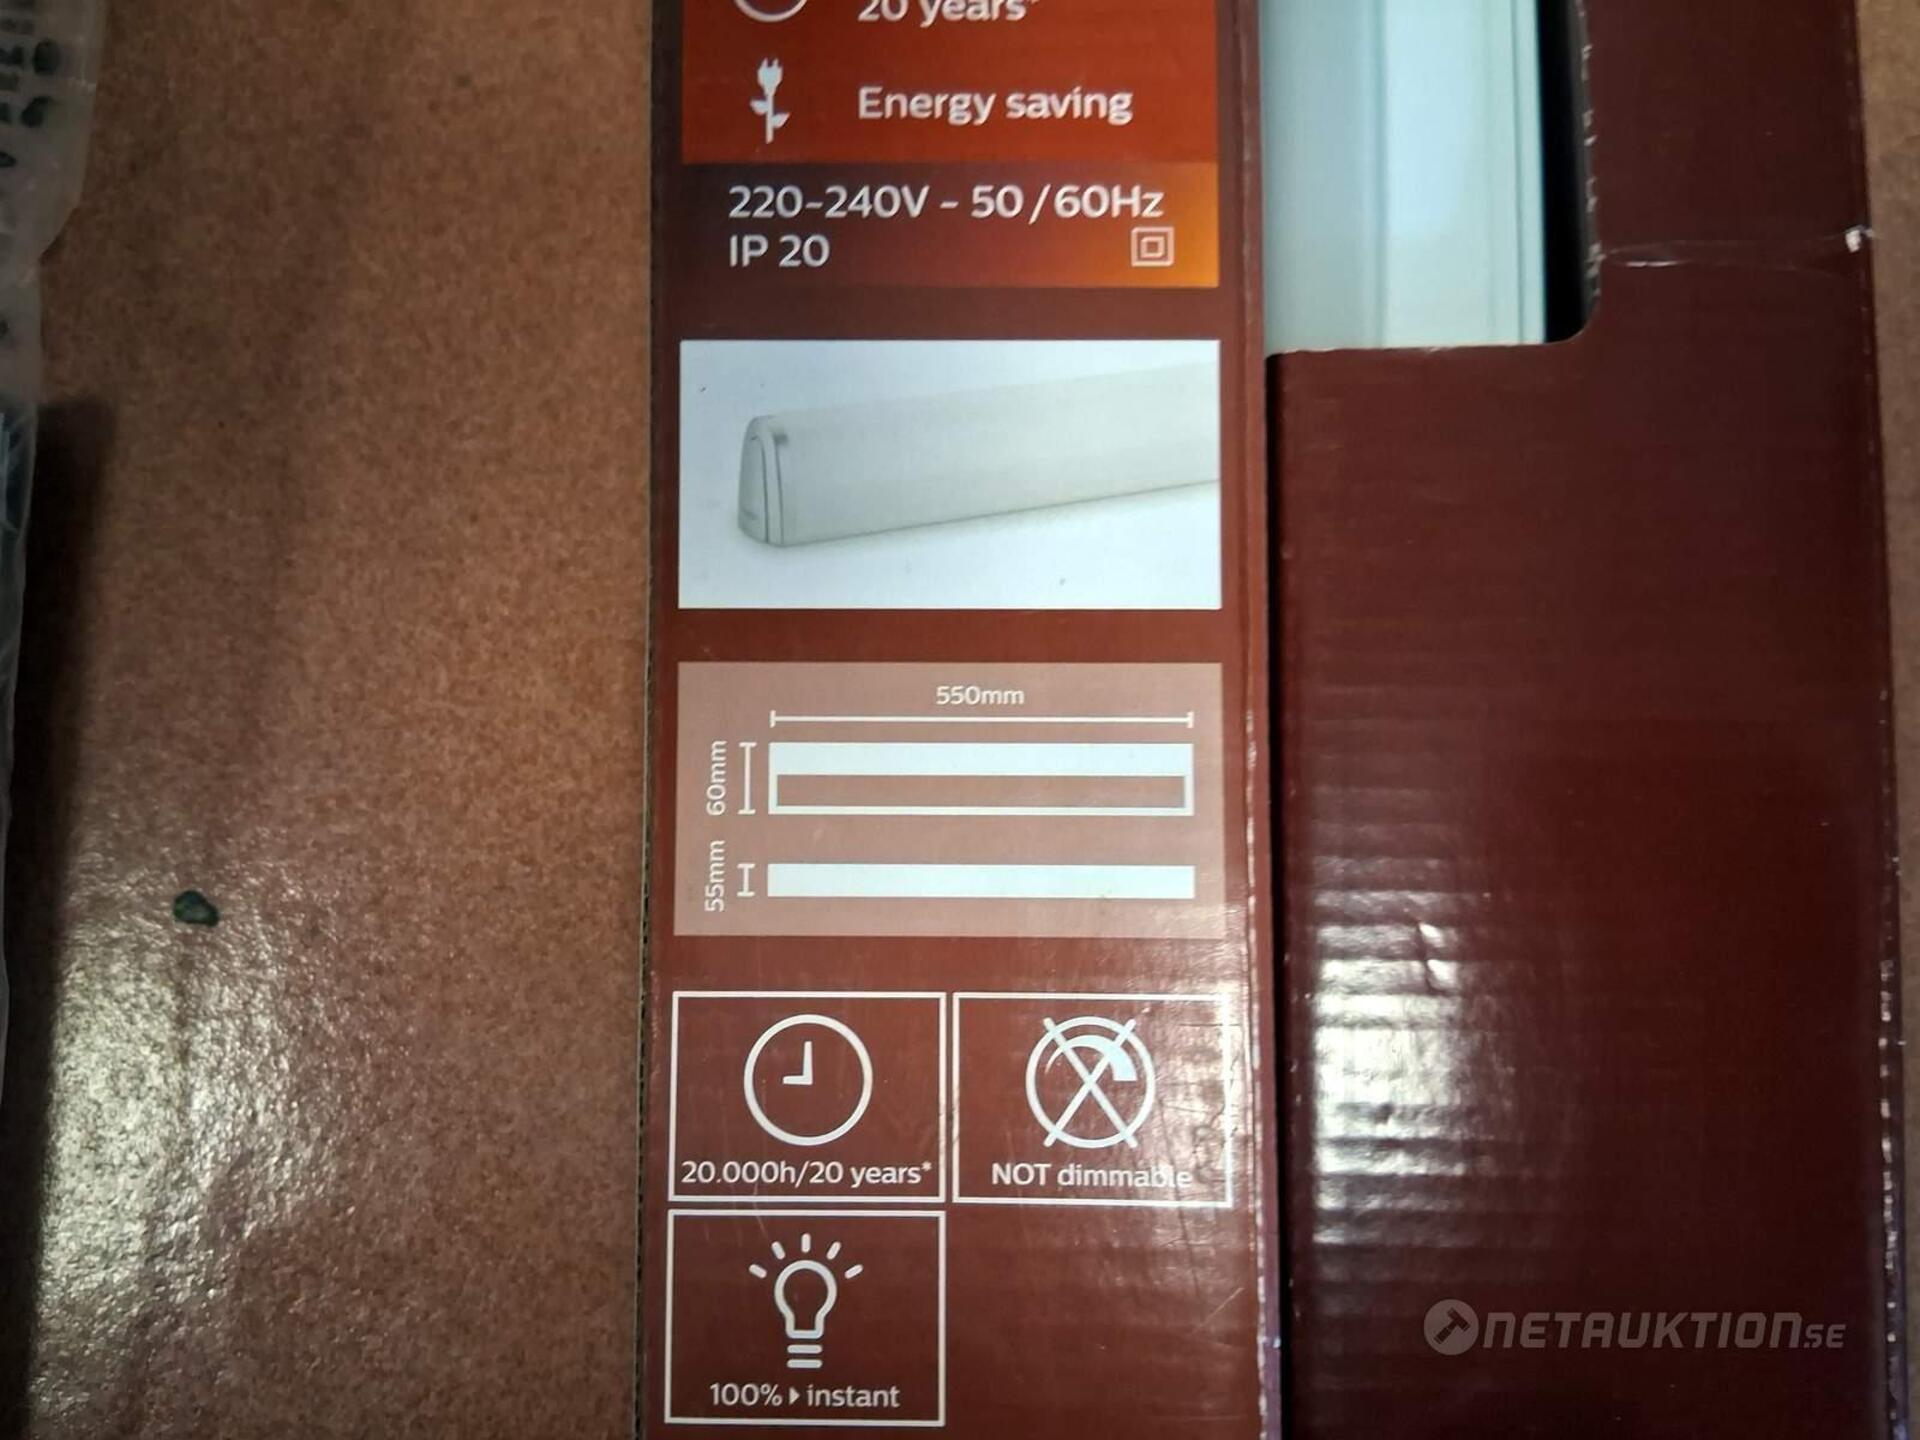 20 years*
Energy saving
220-240V ~ 50/60Hz
IP 20
550mm
60mm
55mm
20.000h/20 years*
NOT dimmable
100% ▸ instant
NETAUKTION.SE